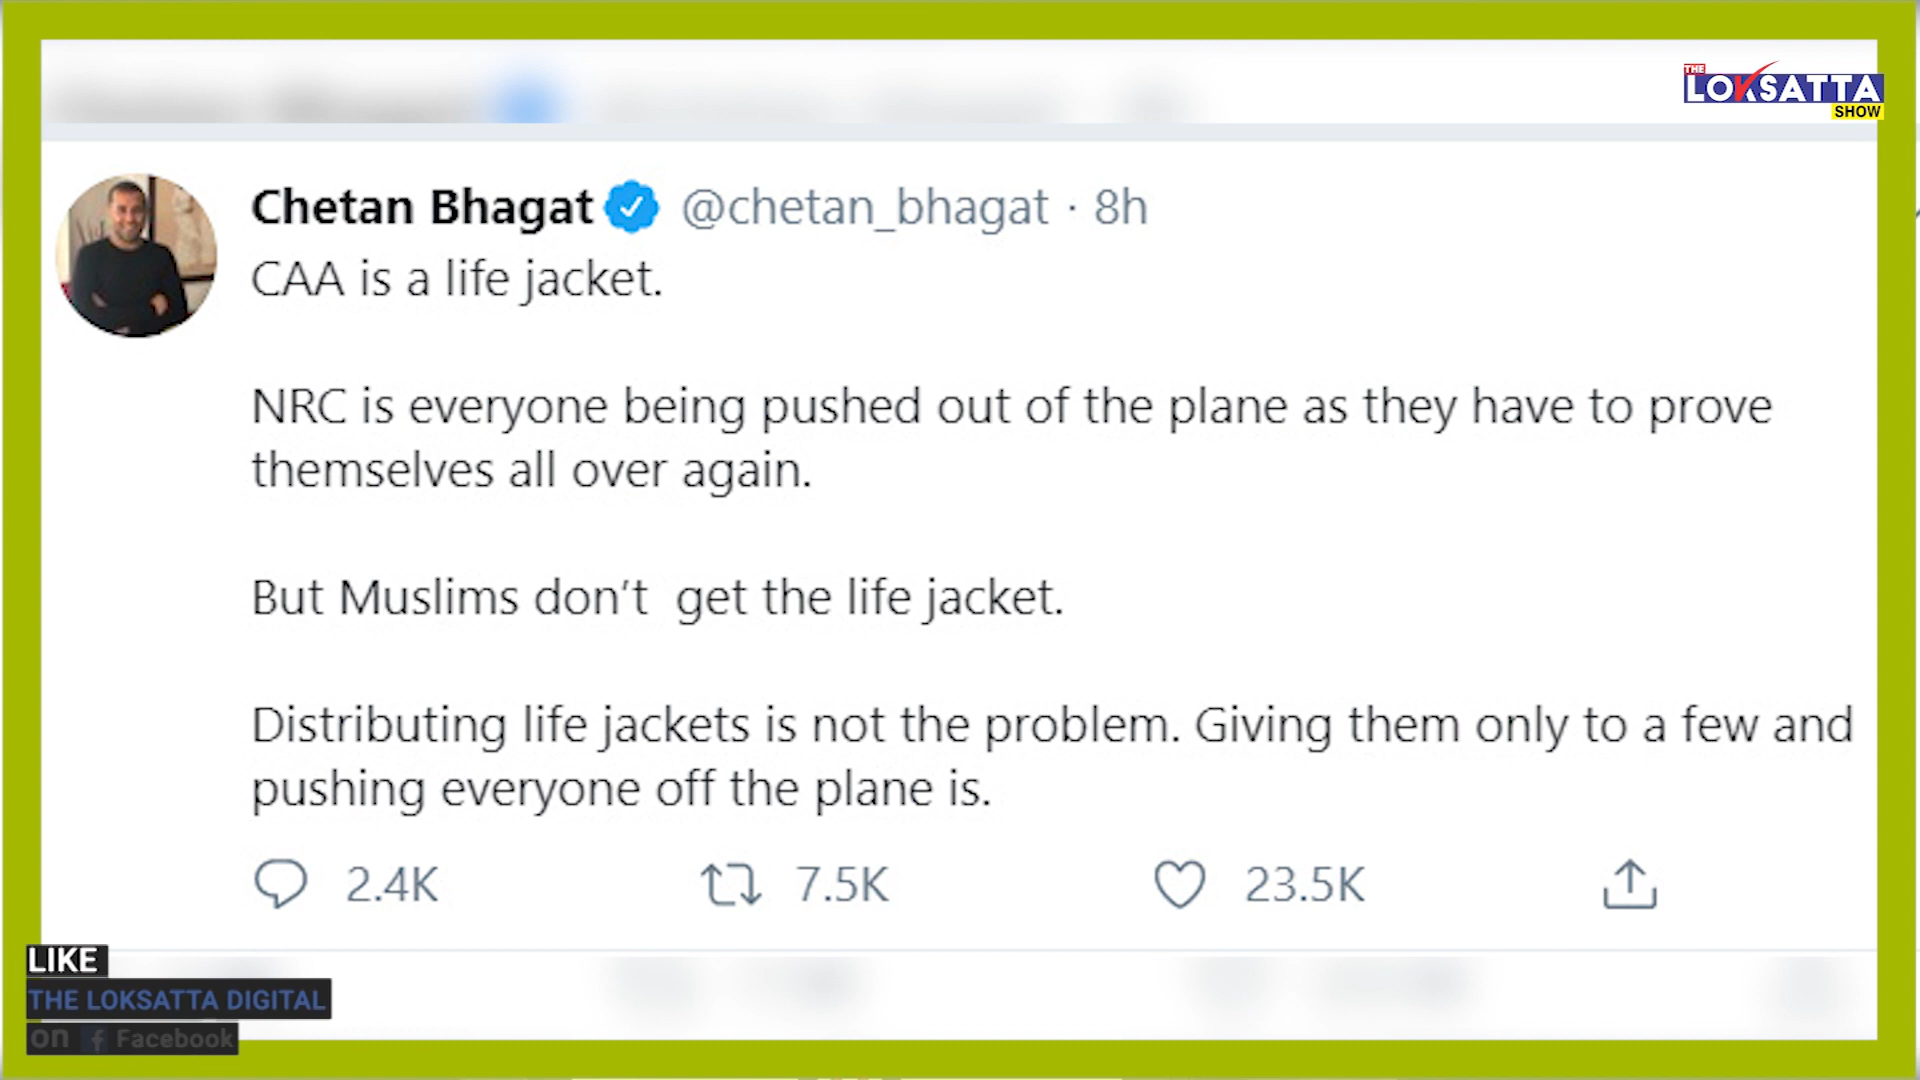 THE
LOKSATTA
SHOW
Chetan Bhagat @chetan_bhagat · 8h
CAA is a life jacket.
NRC is everyone being pushed out of the plane as they have to prove
themselves all over again.
But Muslims don’t  get the life jacket.
Distributing life jackets is not the problem. Giving them only to a few and
pushing everyone off the plane is.
2.4K 7.5K 23.5K
LIKE
THE LOKSATTA DIGITAL
on f Facebook